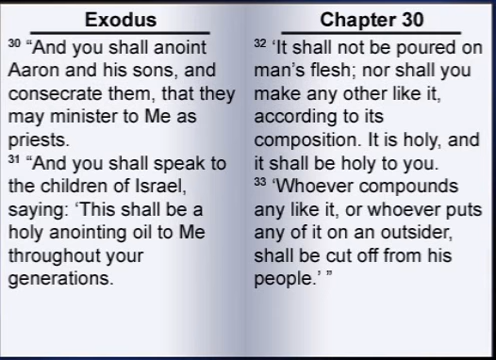 Exodus
30 “And you shall anoint
Aaron and his sons, and
consecrate them, that they
may minister to Me as
priests.
31 “And you shall speak to
the children of Israel,
saying: ‘This shall be a
holy anointing oil to Me
throughout your
generations.
Chapter 30
32 ‘It shall not be poured on
man’s flesh; nor shall you
make any other like it,
according to its
composition. It is holy, and
it shall be holy to you.
33 ‘Whoever compounds
any like it, or whoever puts
any of it on an outsider,
shall be cut off from his
people.’ ”